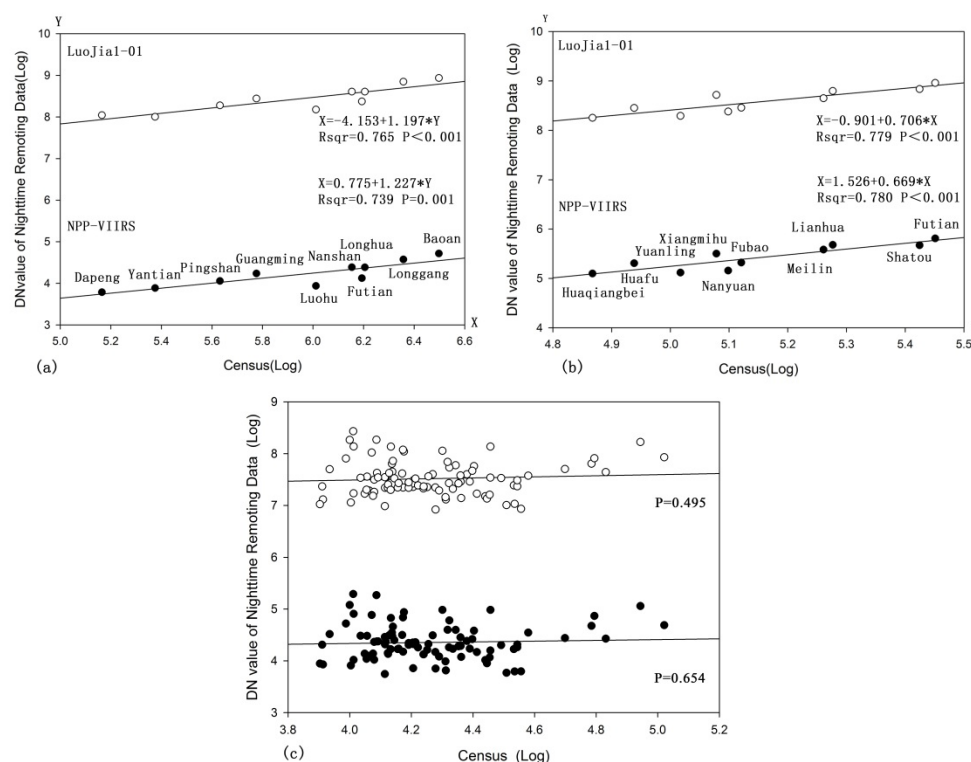 Y
DNvalue of Nighttime Remoting Data(Log)
10
9
8
7
6
5
4
3
LuoJia1-01
X=-4.153+1.197*Y
Rsqr=0.765 P<0.001
X=0.775+1.227*Y
Rsqr=0.739 P=0.001
NPP-VIIRS
Dapeng
Yantian
Pingshan
Guangming
Nanshan
Longhua
Baoan
Luohu
Futian
Longgang
X
5.0 5.2 5.4 5.6 5.8 6.0 6.2 6.4 6.6
(a)
Census(Log)
Y
DN value of Nighttime Remoting Data (Log)
10
9
8
7
6
5
4
LuoJia1-01
X=-0.901+0.706*X
Rsqr=0.779 P<0.001
X=1.526+0.669*X
Rsqr=0.780 P<0.001
NPP-VIIRS
Huaqiangbei
Huafu
Yuanling
Xiangmihu
Nanyuan
Fubao
Lianhua
Meilin
Futian
Shatou
4.8 4.9 5.0 5.1 5.2 5.3 5.4 5.5
(b)
Census(Log)
DN value of Nighttime Remoting Data (Log)
9
8
7
6
5
4
3
P=0.495
P=0.654
3.8 4.0 4.2 4.4 4.6 4.8 5.0 5.2
(c)
Census (Log)